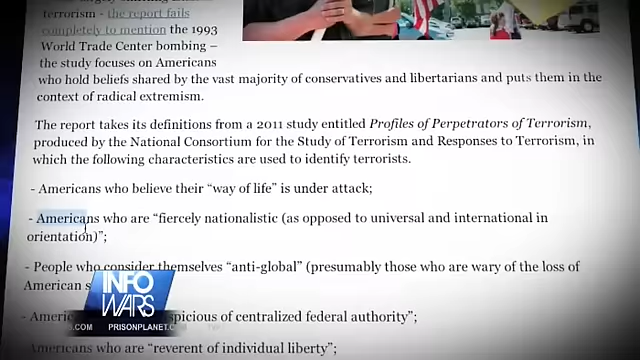 terrorism - the report fails
completely to mention the 1993
World Trade Center bombing –
the study focuses on Americans
who hold beliefs shared by the vast majority of conservatives and libertarians and puts them in the
context of radical extremism.
The report takes its definitions from a 2011 study entitled Profiles of Perpetrators of Terrorism,
produced by the National Consortium for the Study of Terrorism and Responses to Terrorism, in
which the following characteristics are used to identify terrorists.
- Americans who believe their “way of life” is under attack;
- Americans who are “fiercely nationalistic (as opposed to universal and international in
orientation)”;
- People who consider themselves “anti-global” (presumably those who are wary of the loss of
American
INFO
WARS
.COM PRISONPLANET.COM
of centralized federal authority”;
Americans who are “reverent of individual liberty”;